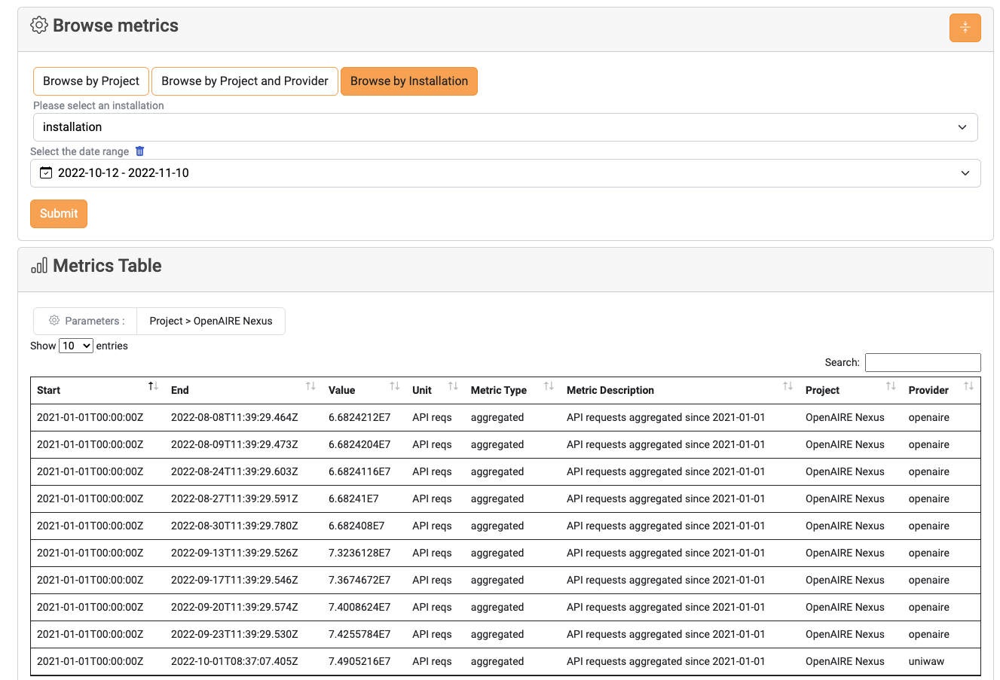 Browse metrics
Browse by Project Browse by Project and Provider Browse by Installation
Please select an installation
installation
Select the date range
2022-10-12 - 2022-11-10
Submit
Metrics Table
Parameters : Project > OpenAIRE Nexus
Show 10 entries
Search:
Start End Value Unit Metric Type Metric Description Project Provider
2021-01-01T00:00:00Z 2022-08-08T11:39:29.464Z 6.6824212E7 API reqs aggregated API requests aggregated since 2021-01-01 OpenAIRE Nexus openaire
2021-01-01T00:00:00Z 2022-08-09T11:39:29.473Z 6.6824204E7 API reqs aggregated API requests aggregated since 2021-01-01 OpenAIRE Nexus openaire
2021-01-01T00:00:00Z 2022-08-24T11:39:29.603Z 6.6824116E7 API reqs aggregated API requests aggregated since 2021-01-01 OpenAIRE Nexus openaire
2021-01-01T00:00:00Z 2022-08-27T11:39:29.591Z 6.68241E7 API reqs aggregated API requests aggregated since 2021-01-01 OpenAIRE Nexus openaire
2021-01-01T00:00:00Z 2022-08-30T11:39:29.780Z 6.682408E7 API reqs aggregated API requests aggregated since 2021-01-01 OpenAIRE Nexus openaire
2021-01-01T00:00:00Z 2022-09-13T11:39:29.526Z 7.3236128E7 API reqs aggregated API requests aggregated since 2021-01-01 OpenAIRE Nexus openaire
2021-01-01T00:00:00Z 2022-09-17T11:39:29.546Z 7.3674672E7 API reqs aggregated API requests aggregated since 2021-01-01 OpenAIRE Nexus openaire
2021-01-01T00:00:00Z 2022-09-20T11:39:29.574Z 7.4008624E7 API reqs aggregated API requests aggregated since 2021-01-01 OpenAIRE Nexus openaire
2021-01-01T00:00:00Z 2022-09-23T11:39:29.530Z 7.4255784E7 API reqs aggregated API requests aggregated since 2021-01-01 OpenAIRE Nexus openaire
2021-01-01T00:00:00Z 2022-10-01T08:37:07.405Z 7.4905216E7 API reqs aggregated API requests aggregated since 2021-01-01 OpenAIRE Nexus uniwaw